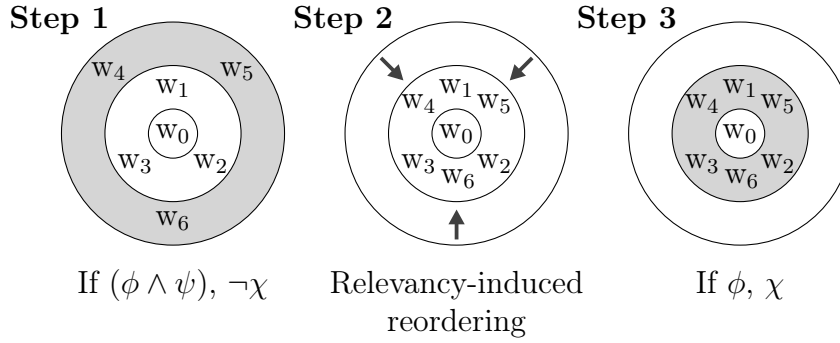 Step 1 Step 2 Step 3
w₄ w₅ w₁ w₀ w₃ w₂ w₆
w₁ w₄ w₅ w₀ w₃ w₂ w₆
w₁ w₄ w₅ w₀ w₃ w₂ w₆
If (ϕ ∧ ψ), ¬χ
Relevancy-induced
reordering
If ϕ, χ